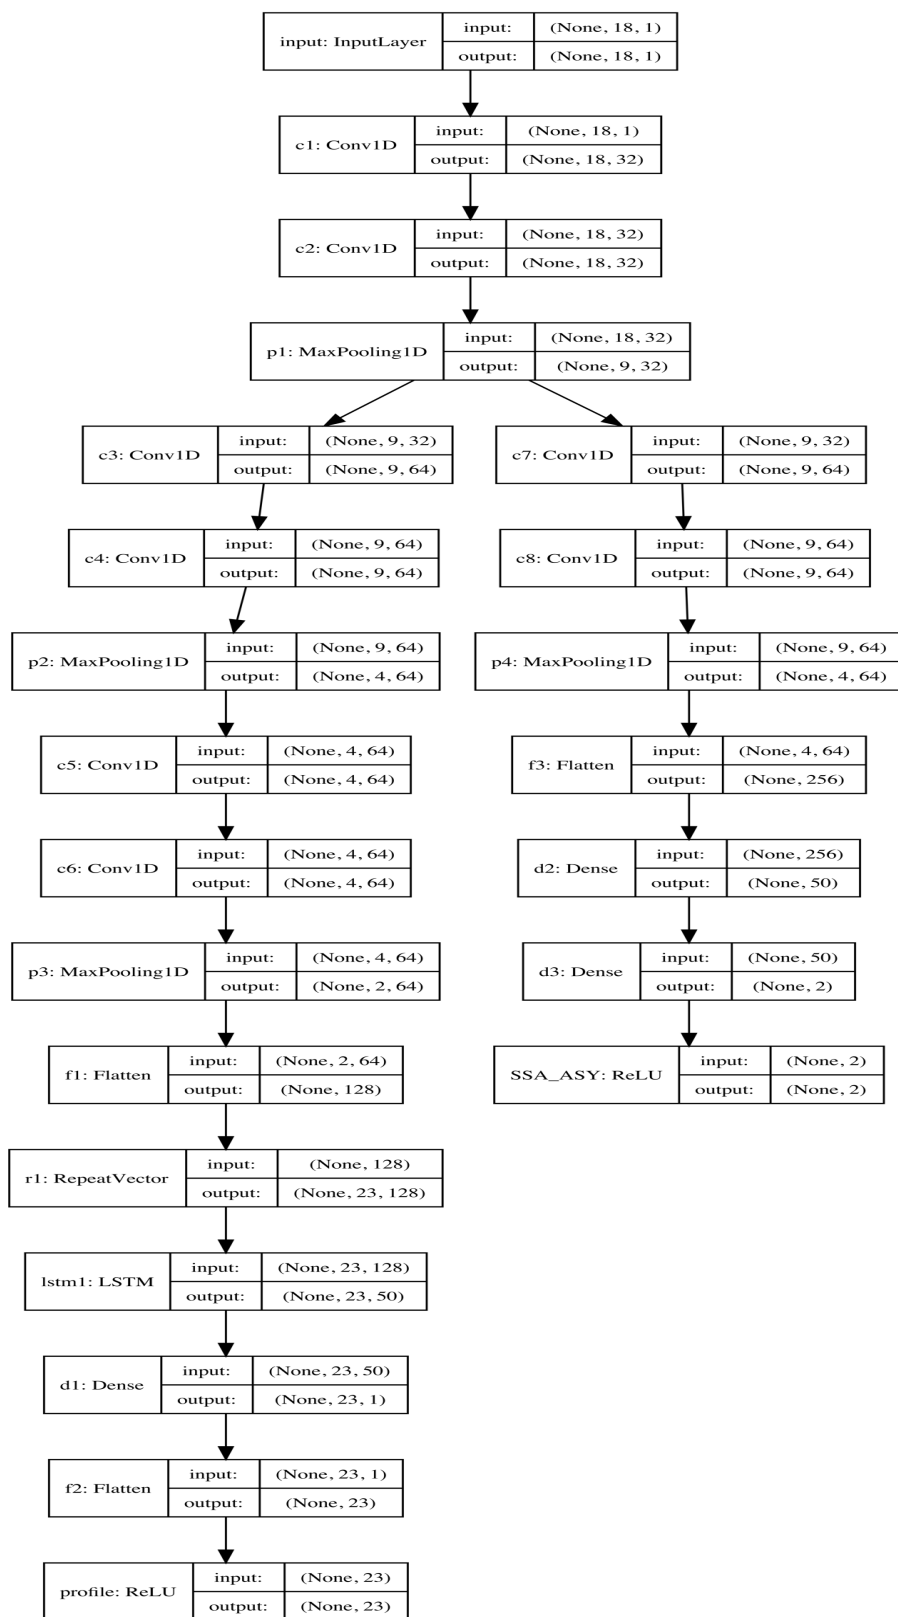 input: InputLayer
input: (None, 18, 1)
output: (None, 18, 1)
c1: Conv1D
input: (None, 18, 1)
output: (None, 18, 32)
c2: Conv1D
input: (None, 18, 32)
output: (None, 18, 32)
p1: MaxPooling1D
input: (None, 18, 32)
output: (None, 9, 32)
c3: Conv1D
input: (None, 9, 32)
output: (None, 9, 64)
c7: Conv1D
input: (None, 9, 32)
output: (None, 9, 64)
c4: Conv1D
input: (None, 9, 64)
output: (None, 9, 64)
c8: Conv1D
input: (None, 9, 64)
output: (None, 9, 64)
p2: MaxPooling1D
input: (None, 9, 64)
output: (None, 4, 64)
p4: MaxPooling1D
input: (None, 9, 64)
output: (None, 4, 64)
c5: Conv1D
input: (None, 4, 64)
output: (None, 4, 64)
f3: Flatten
input: (None, 4, 64)
output: (None, 256)
c6: Conv1D
input: (None, 4, 64)
output: (None, 4, 64)
d2: Dense
input: (None, 256)
output: (None, 50)
p3: MaxPooling1D
input: (None, 4, 64)
output: (None, 2, 64)
d3: Dense
input: (None, 50)
output: (None, 2)
f1: Flatten
input: (None, 2, 64)
output: (None, 128)
SSA_ASY: ReLU
input: (None, 2)
output: (None, 2)
r1: RepeatVector
input: (None, 128)
output: (None, 23, 128)
lstm1: LSTM
input: (None, 23, 128)
output: (None, 23, 50)
d1: Dense
input: (None, 23, 50)
output: (None, 23, 1)
f2: Flatten
input: (None, 23, 1)
output: (None, 23)
profile: ReLU
input: (None, 23)
output: (None, 23)